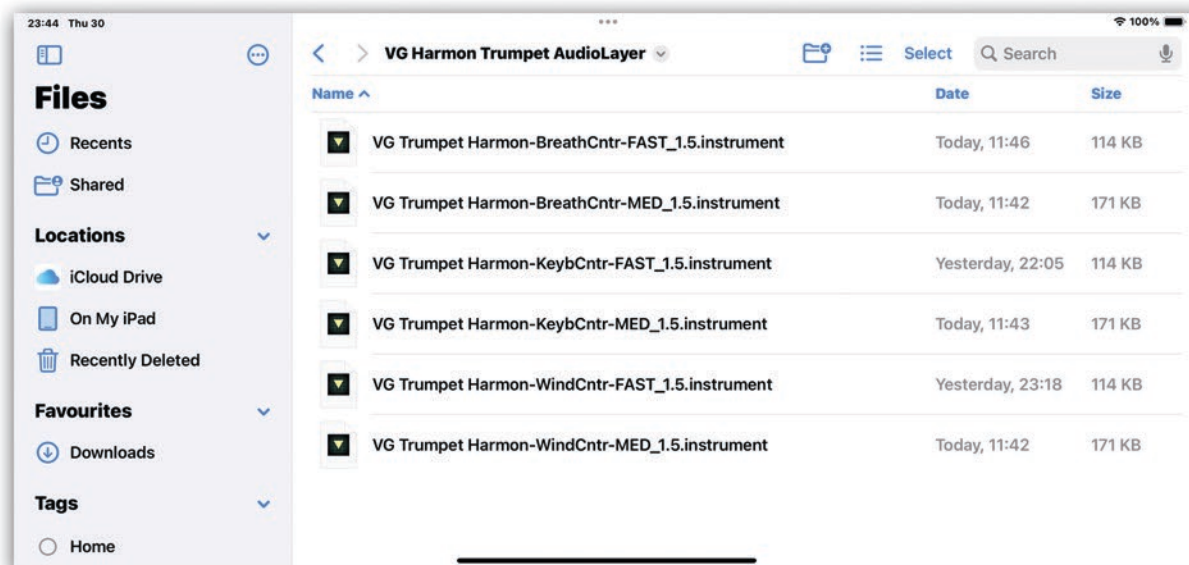 23:44 Thu 30
100%
Files
Recents
Shared
Locations
iCloud Drive
On My iPad
Recently Deleted
Favourites
Downloads
Tags
Home
VG Harmon Trumpet AudioLayer
Select
Search
Name Date Size
VG Trumpet Harmon-BreathCntr-FAST_1.5.instrument Today, 11:46 114 KB
VG Trumpet Harmon-BreathCntr-MED_1.5.instrument Today, 11:42 171 KB
VG Trumpet Harmon-KeybCntr-FAST_1.5.instrument Yesterday, 22:05 114 KB
VG Trumpet Harmon-KeybCntr-MED_1.5.instrument Today, 11:43 171 KB
VG Trumpet Harmon-WindCntr-FAST_1.5.instrument Yesterday, 23:18 114 KB
VG Trumpet Harmon-WindCntr-MED_1.5.instrument Today, 11:42 171 KB